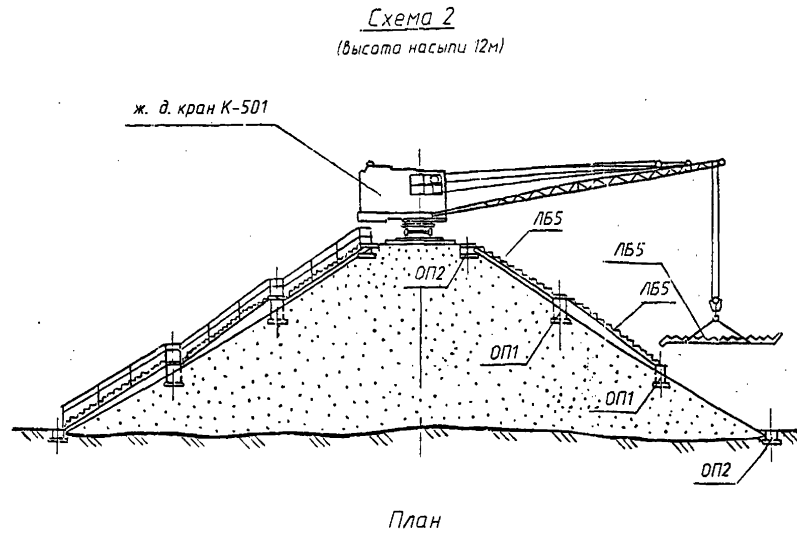 Схема 2
(высота насыпи 12м)
ж. д. кран К-501
ЛБ5
ЛБ5
ОП2
ЛБ5
ОП1
ОП1
ОП2
План